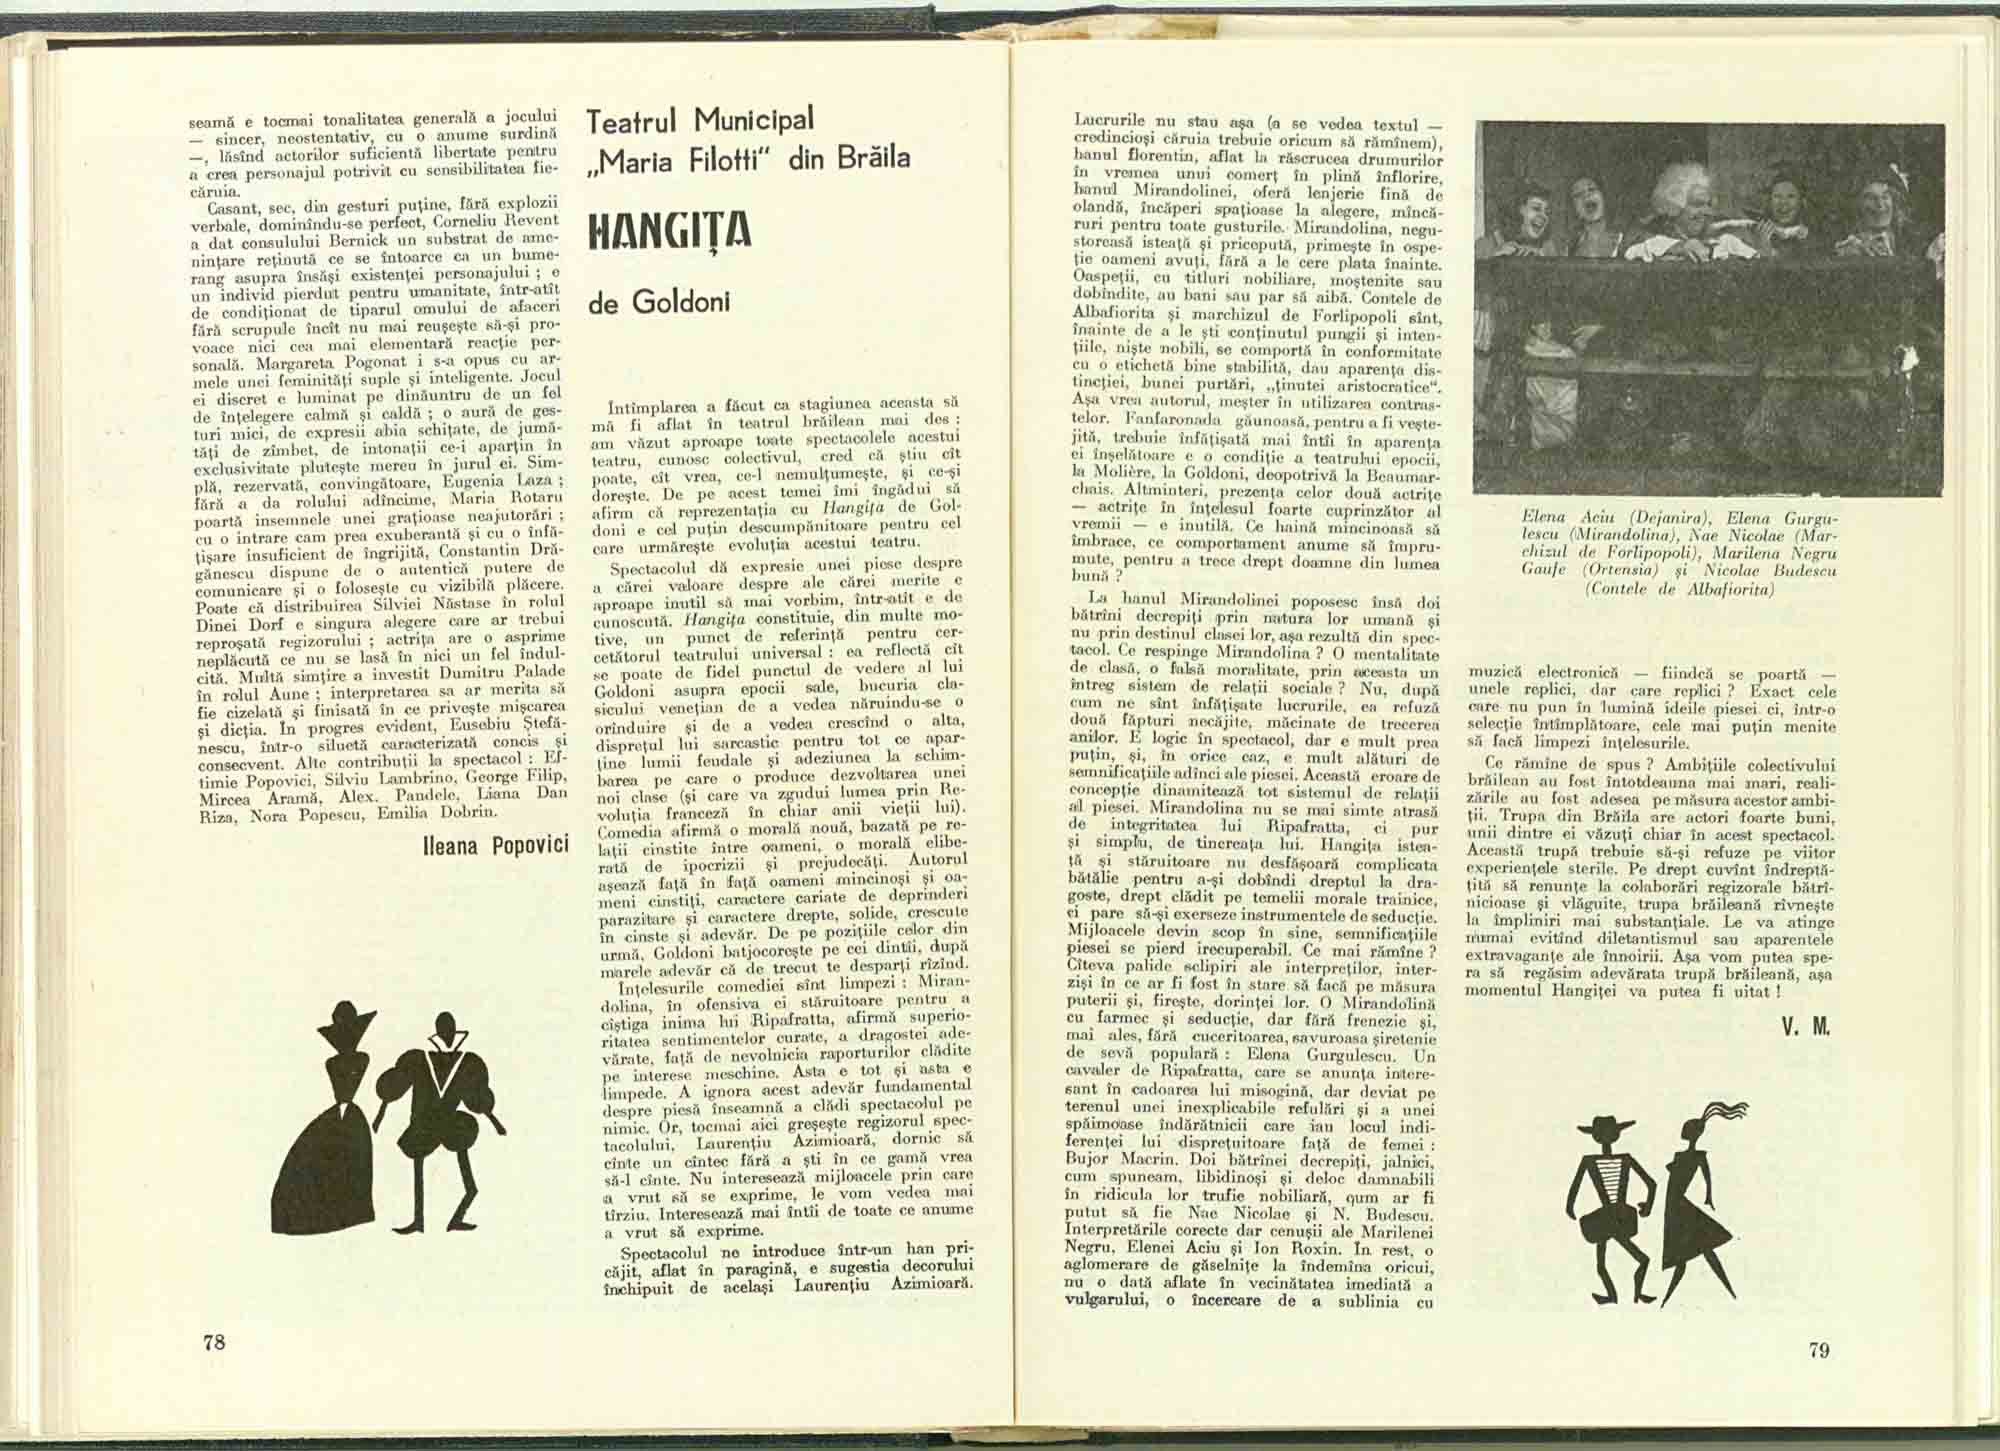 seamă e tocmai tonalitatea generală a jocului
— sincer, neostentativ, cu o anume surdină
—, lăsînd actorilor suficientă libertate pentru
a crea personajul potrivit cu sensibilitatea fie-
căruia.
Casant, sec, din gesturi puține, fără explozii
verbale, dominîndu-se perfect, Corneliu Revent
a dat consulului Bernick un substrat de ame-
nințare reținută ce se întoarce ca un bume-
rang asupra însăși existenței personajului ; e
un individ pierdut pentru umanitate, într-atît
de condiționat de tiparul omului de afaceri
fără scrupule încît nu mai reușește să-și pro-
voace nici cea mai elementară reacție per-
sonală. Margareta Pogonat i s-a opus cu ar-
mele unei feminități suple și inteligente. Jocul
ei discret e luminat pe dinăuntru de un fel
de înțelegere calmă și caldă ; o aură de ges-
turi mici, de expresii abia schițate, de jumă-
tăți de zîmbet, de intonații ce-i aparțin în
exclusivitate plutește mereu în jurul ei. Sim-
plă, rezervată, convingătoare, Eugenia Laza ;
fără a da rolului adîncime, Maria Rotaru
poartă insemnele unei grațioase neajutorări ;
cu o intrare cam prea exuberantă și cu o înfă-
țișare insuficient de îngrijită, Constantin Dră-
gănescu dispune de o autentică putere de
comunicare și o folosește cu vizibilă plăcere.
Poate că distribuirea Silviei Năstase în rolul
Dinei Dorf e singura alegere care ar trebui
reproșată regizorului ; actrița are o asprime
neplăcută ce nu se lasă în nici un fel îndul-
cită. Multă simțire a investit Dumitru Palade
în rolul Aune ; interpretarea sa ar merita să
fie cizelată și finisată în ce privește mișcarea
și dicția. În progres evident, Eusebiu Ștefă-
nescu, într-o siluetă caracterizată concis și
consecvent. Alte contribuții la spectacol : Ef-
timie Popovici, Silviu Lambrino, George Filip,
Mircea Aramă, Alex. Pandele, Liana Dan
Riza, Nora Popescu, Emilia Dobrin.
Ileana Popovici
78
Teatrul Municipal
„Maria Filotti" din Brăila
HANGIȚA
de Goldoni
Intîmplarea a făcut ca stagiunea aceasta să
mă fi aflat în teatrul brăilean mai des :
am văzut aproape toate spectacolele acestui
teatru, cunosc colectivul, cred că știu cît
poate, cît vrea, ce-l nemulțumește, și ce-și
dorește. De pe acest temei îmi îngădui să
afirm că reprezentația cu Hangița de Gol-
doni e cel puțin descumpănitoare pentru cel
care urmărește evoluția acestui teatru.
Spectacolul dă expresie unei piese despre
a cărei valoare despre ale cărei merite e
aproape inutil să mai vorbim, într-atît e de
cunoscută. Hangița constituie, din multe mo-
tive, un punct de referință pentru cer-
cetătorul teatrului universal : ea reflectă cît
se poate de fidel punctul de vedere al lui
Goldoni asupra epocii sale, bucuria cla-
sicului venețian de a vedea năruindu-se o
orînduire și de a vedea crescînd o alta,
disprețul lui sarcastic pentru tot ce apar-
ține lumii feudale și adeziunea la schim-
barea pe care o produce dezvoltarea unei
noi clase (și care va zgudui lumea prin Re-
voluția franceză în chiar anii vieții lui).
Comedia afirmă o morală nouă, bazată pe re-
lații cinstite între oameni, o morală elibe-
rată de ipocrizii și prejudecăți. Autorul
așează față în față oameni mincinoși și oa-
meni cinstiți, caractere cariate de deprinderi
parazitare și caractere drepte, solide, crescute
în cinste și adevăr. De pe pozițiile celor din
urmă, Goldoni batjocorește pe cei dintîi, după
marele adevăr că de trecut te desparți rîzînd.
Înțelesurile comediei sînt limpezi : Miran-
dolina, în ofensiva ei stăruitoare pentru a
cîștiga inima lui Ripafratta, afirmă superio-
ritatea sentimentelor curate, a dragostei ade-
vărate, față de nevolnicia raporturilor clădite
pe interese meschine. Asta e tot și asta e
limpede. A ignora acest adevăr fundamental
despre piesă înseamnă a clădi spectacolul pe
nimic. Or, tocmai aici greșește regizorul spec-
tacolului, Laurențiu Azimioară, dornic să
cînte un cîntec fără a ști în ce gamă vrea
să-l cînte. Nu interesează mijloacele prin care
a vrut să se exprime, le vom vedea mai
tîrziu. Interesează mai întîi de toate ce anume
a vrut să exprime.
Spectacolul ne introduce într-un han pri-
căjit, aflat în paragină, e sugestia decorului
închipuit de același Laurențiu Azimioară.
Lucrurile nu stau așa (a se vedea textul —
credincioși căruia trebuie oricum să rămînem),
hanul florentin, aflat la răscrucea drumurilor
în vremea unui comerț în plină înflorire,
hanul Mirandolinei, oferă lenjerie fină de
olandă, încăperi spațioase la alegere, mîncă-
ruri pentru toate gusturile. Mirandolina, negu-
storeasă isteață și pricepută, primește în ospe-
ție oameni avuți, fără a le cere plata înainte.
Oaspeții, cu titluri nobiliare, moștenite sau
dobîndite, au bani sau par să aibă. Contele de
Albafiorita și marchizul de Forlipopoli sînt,
înainte de a le ști conținutul pungii și inten-
țiile, niște nobili, se comportă în conformitate
cu o etichetă bine stabilită, dau aparența dis-
tincției, bunei purtări, „ținutei aristocratice".
Așa vrea autorul, meșter în utilizarea contras-
telor. Fanfaronada găunoasă, pentru a fi vește-
jită, trebuie înfățișată mai întîi în aparența
ei înșelătoare e o condiție a teatrului epocii,
la Molière, la Goldoni, deopotrivă la Beaumar-
chais. Altminteri, prezența celor două actrițe
— actrițe în înțelesul foarte cuprinzător al
vremii — e inutilă. Ce haină mincinoasă să
îmbrace, ce comportament anume să împru-
mute, pentru a trece drept doamne din lumea
bună ?
La hanul Mirandolinei poposesc însă doi
bătrîni decrepiți prin natura lor umană și
nu prin destinul clasei lor, așa rezultă din spec-
tacol. Ce respinge Mirandolina ? O mentalitate
de clasă, o falsă moralitate, prin aceasta un
întreg sistem de relații sociale ? Nu, după
cum ne sînt înfățișate lucrurile, ea refuză
două făpturi necăjite, măcinate de trecerea
anilor. E logic în spectacol, dar e mult prea
puțin, și, în orice caz, e mult alături de
semnificațiile adînci ale piesei. Această eroare de
concepție dinamitează tot sistemul de relații
al piesei. Mirandolina nu se mai simte atrasă
de integritatea lui Ripafratta, ci pur
și simplu, de tinerețea lui. Hangița istea-
ță și stăruitoare nu desfășoară complicata
bătălie pentru a-și dobîndi dreptul la dra-
goste, drept clădit pe temelii morale trainice,
ci pare să-și exerseze instrumentele de seducție.
Mijloacele devin scop în sine, semnificațiile
piesei se pierd irecuperabil. Ce mai rămîne ?
Cîteva palide sclipiri ale interpreților, inter-
ziși în ce ar fi fost în stare să facă pe măsura
puterii și, firește, dorinței lor. O Mirandolină
cu farmec și seducție, dar fără frenezie și,
mai ales, fără cuceritoarea, savuroasa șiretenie
de sevă populară : Elena Gurgulescu. Un
cavaler de Ripafratta, care se anunța intere-
sant în cadoarea lui misogină, dar deviat pe
terenul unei inexplicabile refulări și a unei
spăimoase îndărătnicii care iau locul indi-
ferenței lui disprețuitoare față de femei :
Bujor Macrin. Doi bătrînei decrepiți, jalnici,
cum spuneam, libidinoși și deloc damnabili
în ridicula lor trufie nobiliară, qum ar fi
putut să fie Nae Nicolae și N. Budescu.
Interpretările corecte dar cenușii ale Marilenei
Negru, Elenei Aciu și Ion Roxin. In rest, o
aglomerare de găselnițe la îndemîna oricui,
nu o dată aflate în vecinătatea imediată a
vulgarului, o încercare de a sublinia cu
Elena Aciu (Dejanira), Elena Gurgu-
lescu (Mirandolina), Nae Nicolae (Mar-
chizul de Forlipopoli), Marilena Negru
Gaufe (Ortensia) și Nicolae Budescu
(Contele de Albafiorita)
muzică electronică — fiindcă se poartă —
unele replici, dar care replici ? Exact cele
care nu pun în lumină ideile piesei ci, într-o
selecție întîmplătoare, cele mai puțin menite
să facă limpezi înțelesurile.
Ce rămîne de spus ? Ambițiile colectivului
brăilean au fost întotdeauna mai mari, reali-
zările au fost adesea pe măsura acestor ambi-
ții. Trupa din Brăila are actori foarte buni,
unii dintre ei văzuți chiar în acest spectacol.
Această trupă trebuie să-și refuze pe viitor
experiențele sterile. Pe drept cuvînt îndreptă-
țită să renunțe la colaborări regizorale bătrî-
nicioase și vlăguite, trupa brăileană rîvnește
la împliniri mai substanțiale. Le va atinge
numai evitînd diletantismul sau aparentele
extravaganțe ale înnoirii. Așa vom putea spe-
ra să regăsim adevărata trupă brăileană, așa
momentul Hangiței va putea fi uitat !
V. M.
79